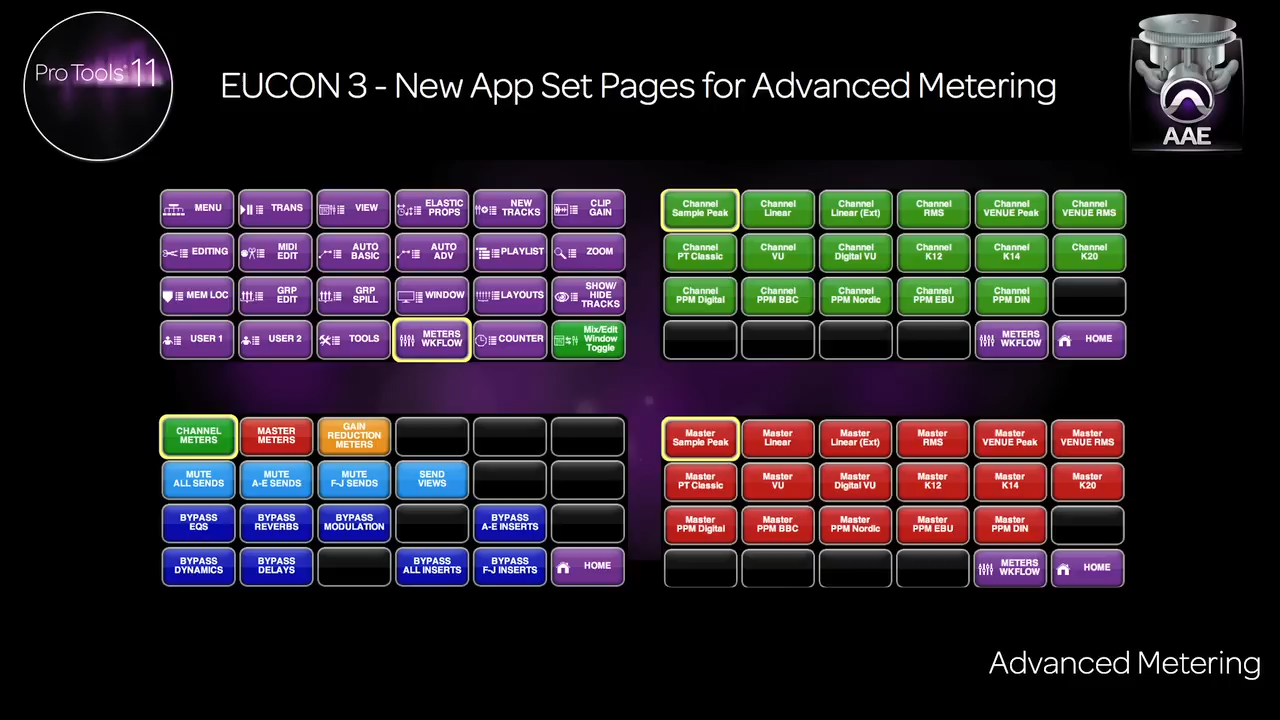 Pro Tools® 11
EUCON 3 - New App Set Pages for Advanced Metering
AAE
MENU
TRANS
VIEW
ELASTIC
PROPS
NEW
TRACKS
CLIP
GAIN
EDITING
MIDI
EDIT
AUTO
BASIC
AUTO
ADV
PLAYLIST
ZOOM
MEM LOC
GRP
EDIT
GRP
SPILL
WINDOW
LAYOUTS
SHOW/
HIDE
TRACKS
USER 1
USER 2
TOOLS
METERS
WKFLOW
COUNTER
Mix/Edit
Window
Toggle
Channel
Sample Peak
Channel
Linear
Channel
Linear (Ext)
Channel
RMS
Channel
VENUE Peak
Channel
VENUE RMS
Channel
PT Classic
Channel
VU
Channel
Digital VU
Channel
K12
Channel
K14
Channel
K20
Channel
PPM Digital
Channel
PPM BBC
Channel
PPM Nordic
Channel
PPM EBU
Channel
PPM DIN
METERS
WKFLOW
HOME
CHANNEL
METERS
MASTER
METERS
GAIN
REDUCTION
METERS
MUTE
ALL SENDS
MUTE
A-E SENDS
MUTE
F-J SENDS
SEND
VIEWS
BYPASS
EQS
BYPASS
REVERBS
BYPASS
MODULATION
BYPASS
A-E INSERTS
BYPASS
DYNAMICS
BYPASS
DELAYS
BYPASS
ALL INSERTS
BYPASS
F-J INSERTS
HOME
Master
Sample Peak
Master
Linear
Master
Linear (Ext)
Master
RMS
Master
VENUE Peak
Master
VENUE RMS
Master
PT Classic
Master
VU
Master
Digital VU
Master
K12
Master
K14
Master
K20
Master
PPM Digital
Master
PPM BBC
Master
PPM Nordic
Master
PPM EBU
Master
PPM DIN
METERS
WKFLOW
HOME
Advanced Metering